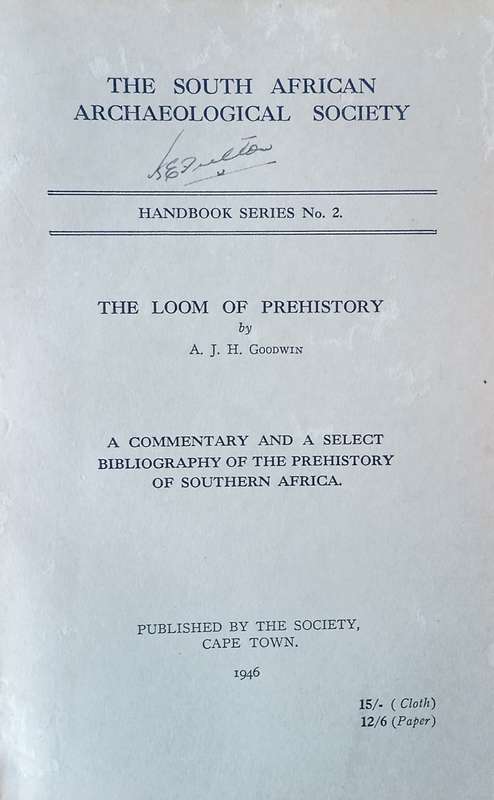 THE SOUTH AFRICAN
ARCHAEOLOGICAL SOCIETY
HANDBOOK SERIES No. 2.
THE LOOM OF PREHISTORY
by
A. J. H. GOODWIN
A COMMENTARY AND A SELECT
BIBLIOGRAPHY OF THE PREHISTORY
OF SOUTHERN AFRICA.
PUBLISHED BY THE SOCIETY,
CAPE TOWN.
1946
15/- (Cloth)
12/6 (Paper)